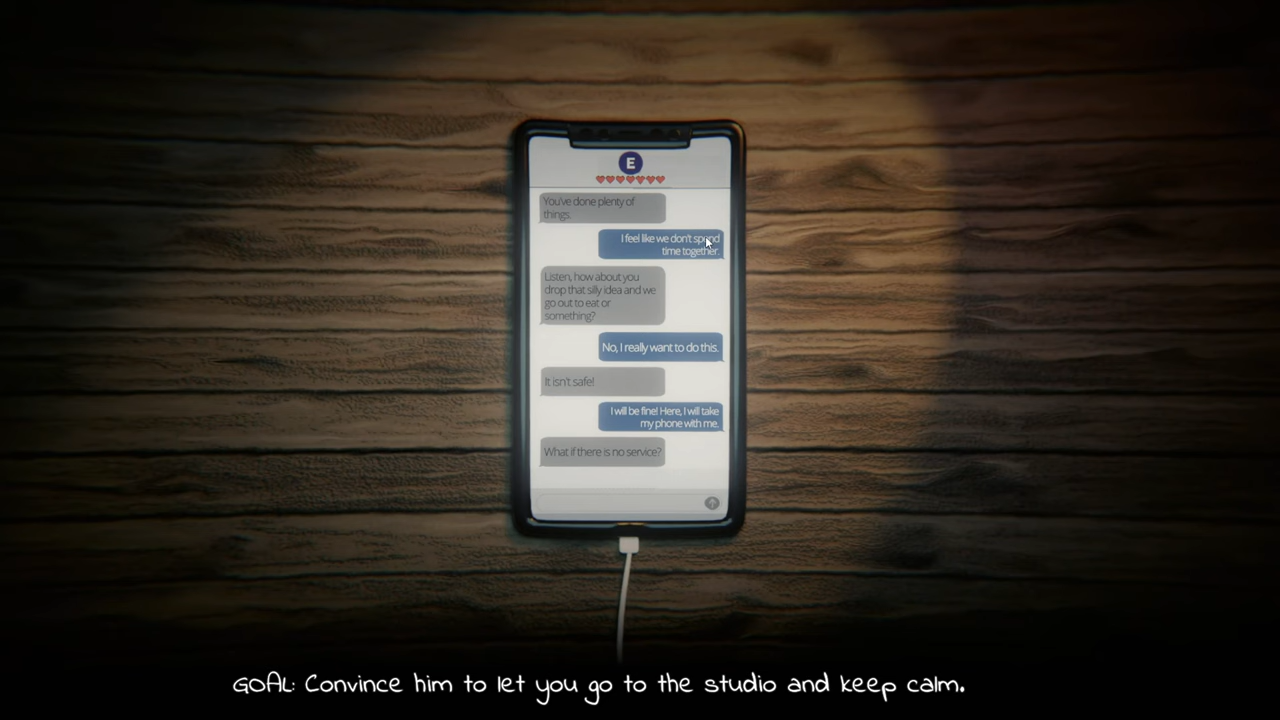 E
You've done plenty of
things.
I feel like we don't spend
time together.
Listen, how about you
drop that silly idea and we
go out to eat or
something?
No, I really want to do this.
It isn't safe!
I will be fine! Here, I will take
my phone with me.
What if there is no service?
GOAL: Convince him to let you go to the studio and keep calm.